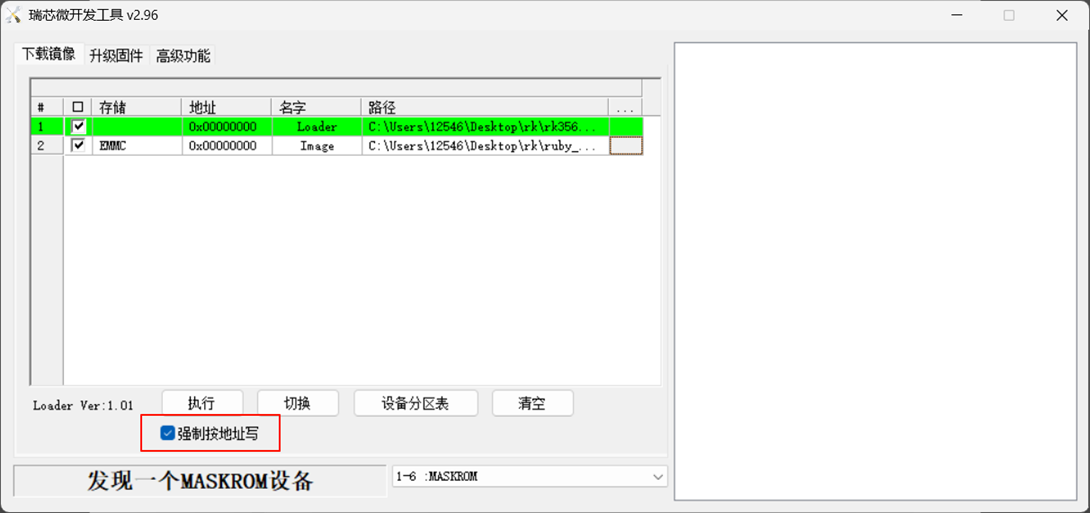 瑞芯微开发工具 v2.96
下载镜像 升级固件 高级功能
# 存储 地址 名字 路径 ...
1 0x00000000 Loader C:\Users\12546\Desktop\rk\rk356...
2 EMMC 0x00000000 Image C:\Users\12546\Desktop\rk\ruby_...
Loader Ver:1.01 执行 切换 设备分区表 清空
强制按地址写
发现一个MASKROM设备 1-6 :MASKROM